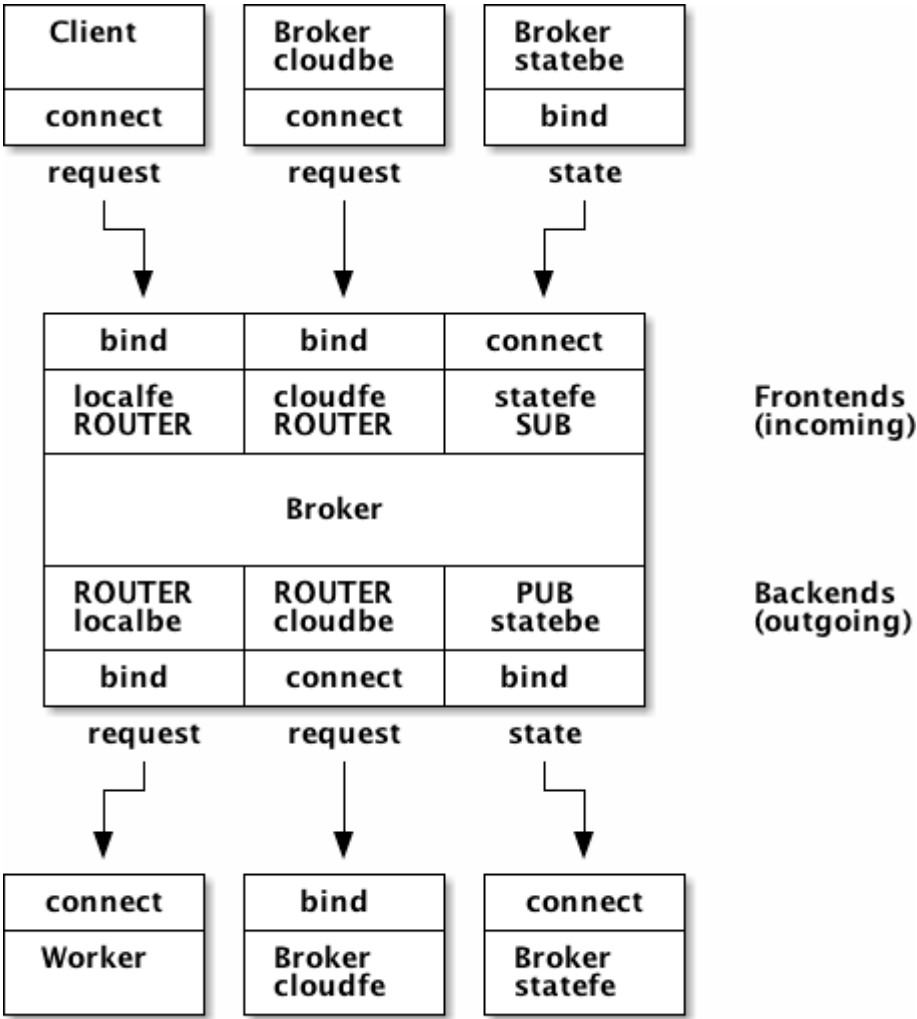 Client
Broker
cloudbe
Broker
statebe
connect
connect
bind
request
request
state
bind
bind
connect
localfe
ROUTER
cloudfe
ROUTER
statefe
SUB
Frontends
(incoming)
Broker
ROUTER
localbe
ROUTER
cloudbe
PUB
statebe
Backends
(outgoing)
bind
connect
bind
request
request
state
connect
bind
connect
Worker
Broker
cloudfe
Broker
statefe